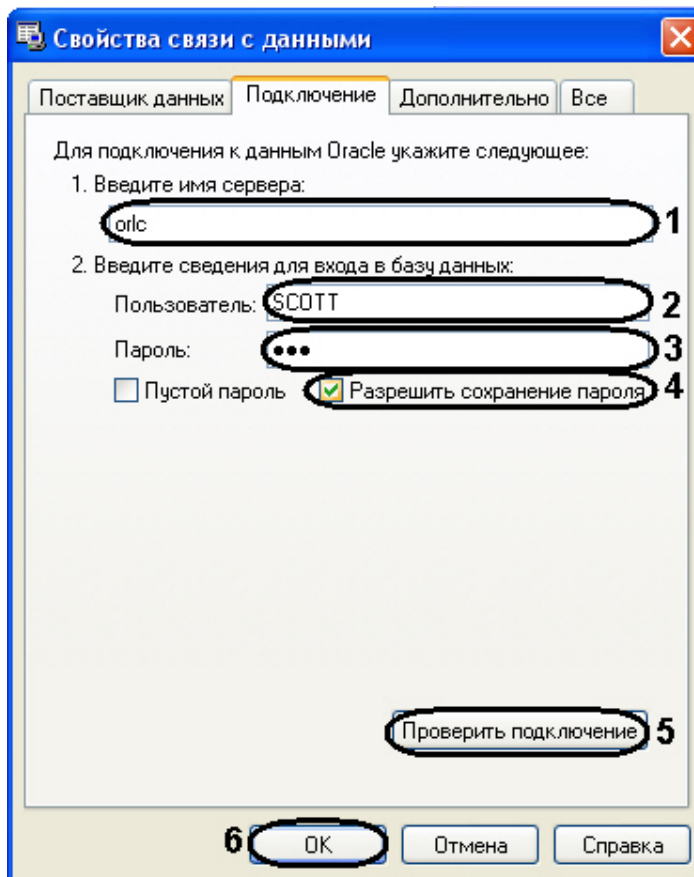 Свойства связи с данными
Поставщик данных Подключение Дополнительно Все
Для подключения к данным Oracle укажите следующее:
1. Введите имя сервера:
orlc 1
2. Введите сведения для входа в базу данных:
Пользователь: SCOTT 2
Пароль: ●●● 3
Пустой пароль Разрешить сохранение пароля 4
Проверить подключение 5
6 OK Отмена Справка